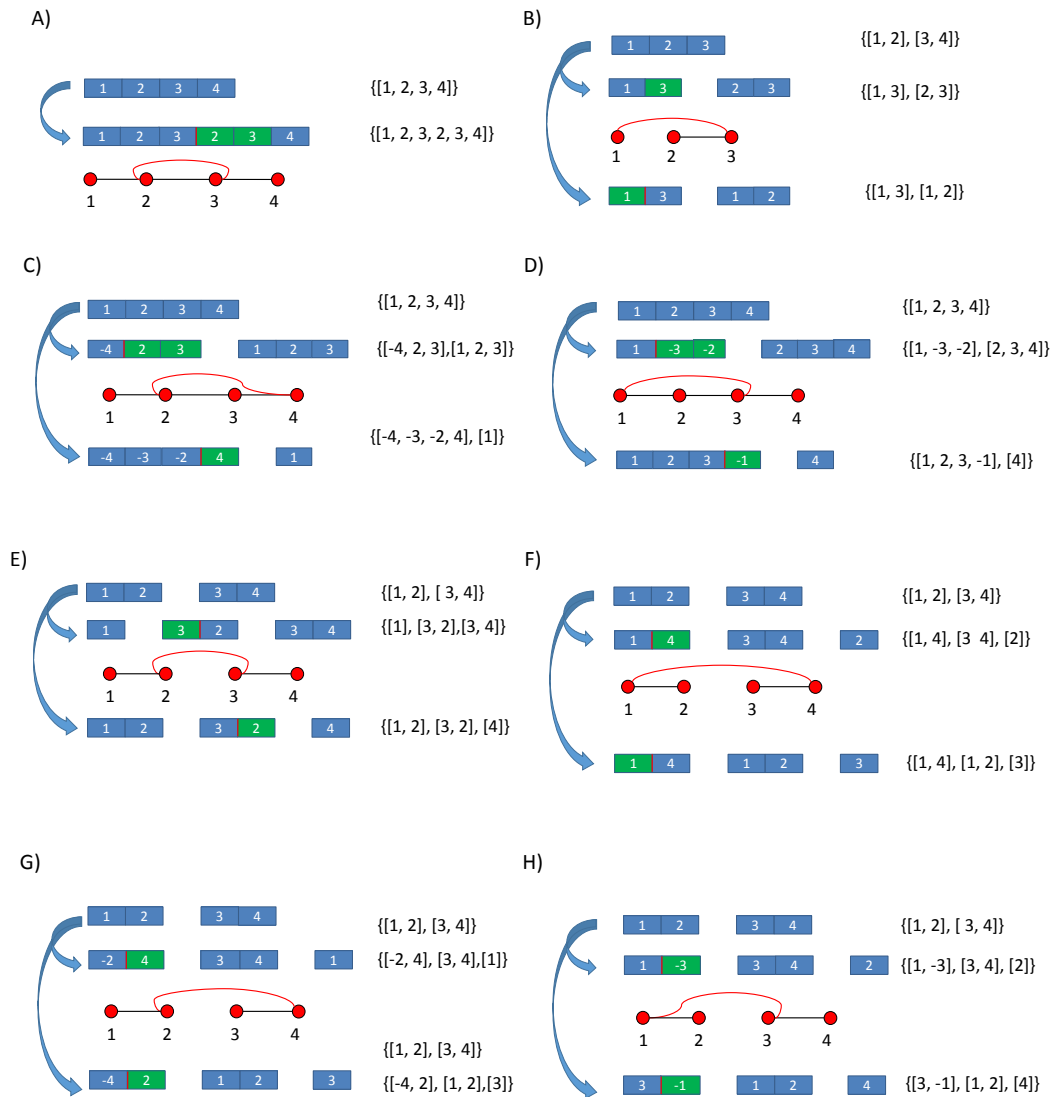 A)
1 2 3 4 {[1, 2, 3, 4]}
1 2 3 2 3 4 {[1, 2, 3, 2, 3, 4]}
1 2 3 4
B)
1 2 3 {[1, 2], [3, 4]}
1 3 2 3 {[1, 3], [2, 3]}
1 2 3
1 3 1 2 {[1, 3], [1, 2]}
C)
1 2 3 4 {[1, 2, 3, 4]}
-4 2 3 1 2 3 {[-4, 2, 3],[1, 2, 3]}
1 2 3 4
-4 -3 -2 4 1 {[-4, -3, -2, 4], [1]}
D)
1 2 3 4 {[1, 2, 3, 4]}
1 -3 -2 2 3 4 {[1, -3, -2], [2, 3, 4]}
1 2 3 4
1 2 3 -1 4 {[1, 2, 3, -1], [4]}
E)
1 2 3 4 {[1, 2], [ 3, 4]}
1 3 2 3 4 {[1], [3, 2],[3, 4]}
1 2 3 4
1 2 3 2 4 {[1, 2], [3, 2], [4]}
F)
1 2 3 4 {[1, 2], [3, 4]}
1 4 3 4 2 {[1, 4], [3 4], [2]}
1 2 3 4
1 4 1 2 3 {[1, 4], [1, 2], [3]}
G)
1 2 3 4 {[1, 2], [3, 4]}
-2 4 3 4 1 {[-2, 4], [3, 4],[1]}
1 2 3 4
{[1, 2], [3, 4]}
-4 2 1 2 3 {[-4, 2], [1, 2],[3]}
H)
1 2 3 4 {[1, 2], [ 3, 4]}
1 -3 3 4 2 {[1, -3], [3, 4], [2]}
1 2 3 4
3 -1 1 2 4 {[3, -1], [1, 2], [4]}